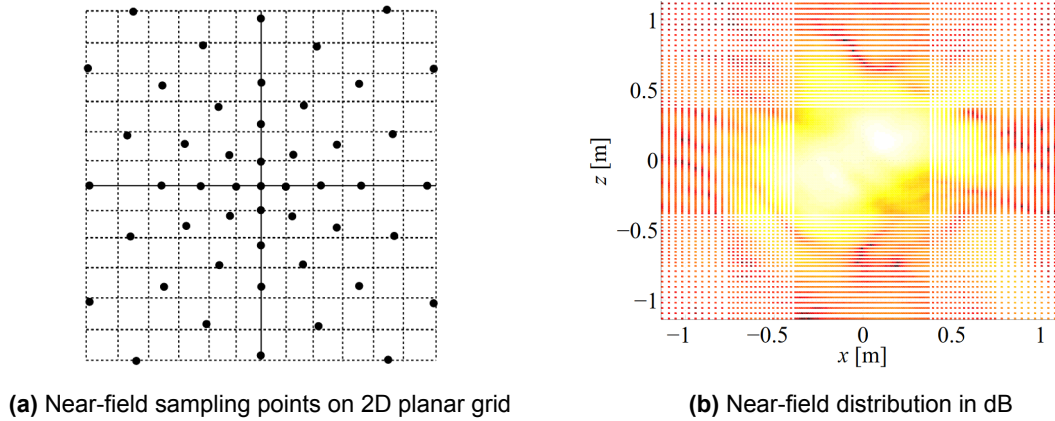 1
0.5
0
−0.5
−1
z [m]
−1
−0.5
0
0.5
1
x [m]
(a) Near-field sampling points on 2D planar grid
(b) Near-field distribution in dB